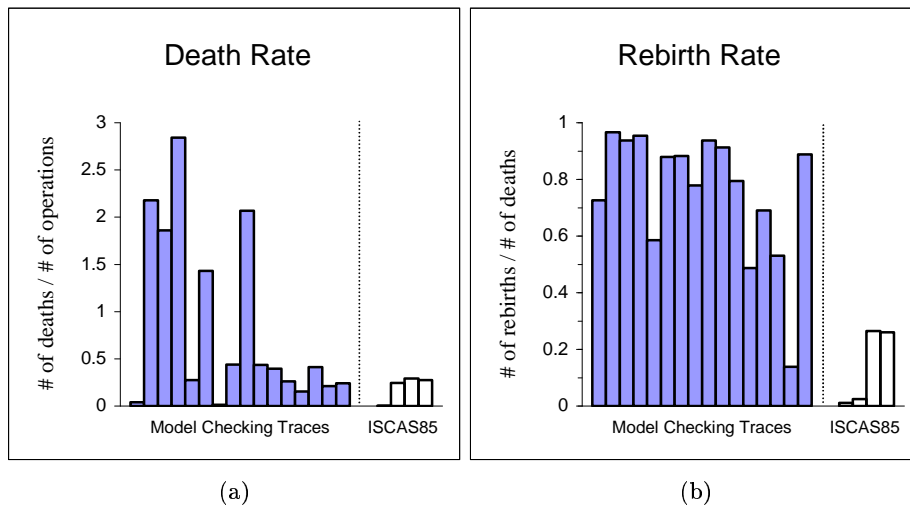 Death Rate
# of deaths / # of operations
3
2.5
2
1.5
1
0.5
0
Model Checking Traces ISCAS85
(a)
Rebirth Rate
# of rebirths / # of deaths
1
0.8
0.6
0.4
0.2
0
Model Checking Traces ISCAS85
(b)